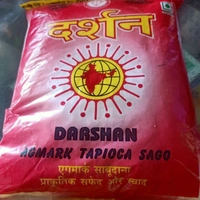 दर्शन
DARSHAN
AGMARK TAPIOCA SAGO
एगमार्क साबूदाना
प्राकृतिक सफेद और स्वाद